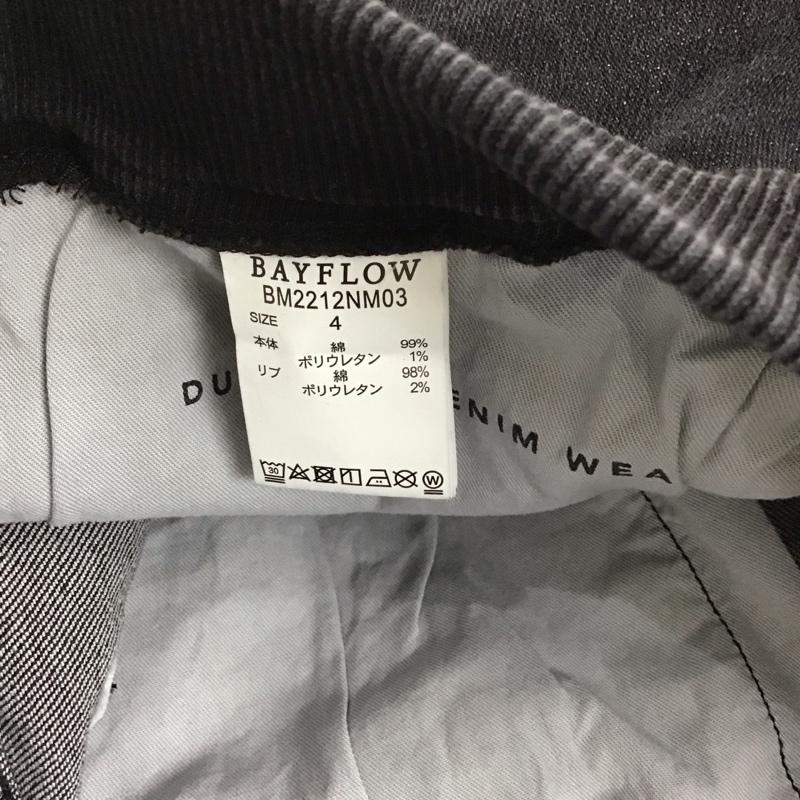 BAYFLOW
BM2212NM03
SIZE 4
本体 綿 99%
ポリウレタン 1%
リブ 綿 98%
ポリウレタン 2%
30 W
DU ENIM WEA